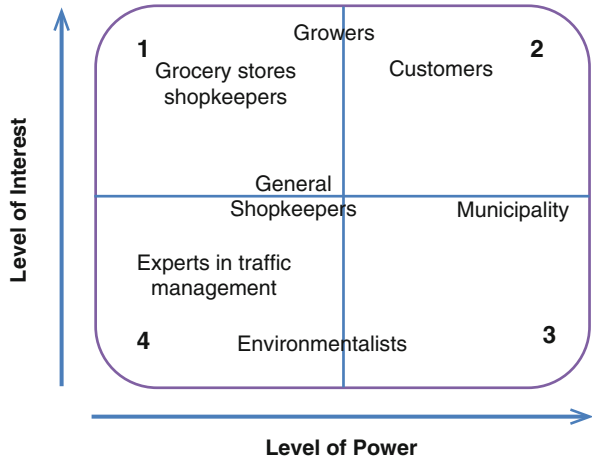 Growers
1
2
Grocery stores
shopkeepers
Customers
General
Shopkeepers
Municipality
Experts in traffic
management
4
Environmentalists
3
Level of Interest
Level of Power